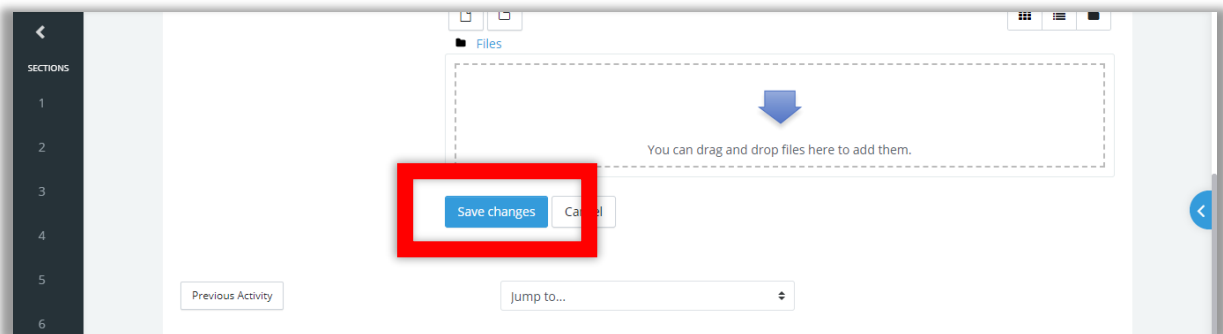 SECTIONS
1
2
3
4
5
6
Files
You can drag and drop files here to add them.
Save changes
Cancel
Previous Activity
Jump to...